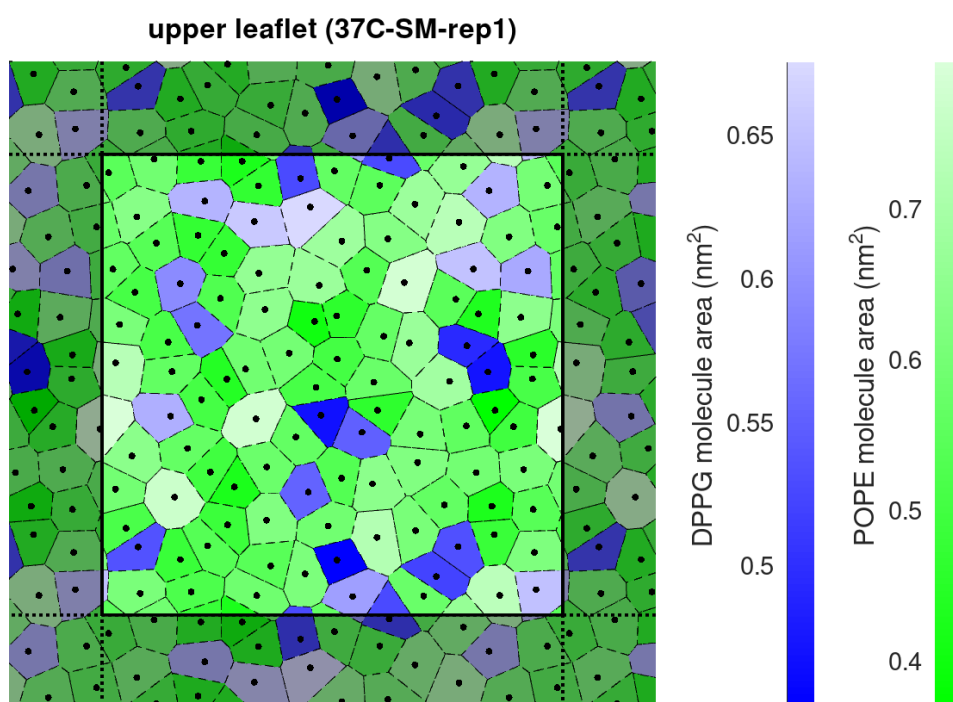 upper leaflet (37C-SM-rep1)
DPPG molecule area (nm²)
0.65
0.6
0.55
0.5
POPE molecule area (nm²)
0.7
0.6
0.5
0.4